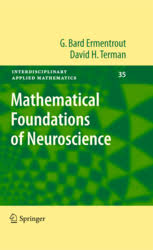 G. Bard Ermentrout
David H. Terman
INTERDISCIPLINARY
APPLIED MATHEMATICS
35
Mathematical
Foundations of
Neuroscience
Springer